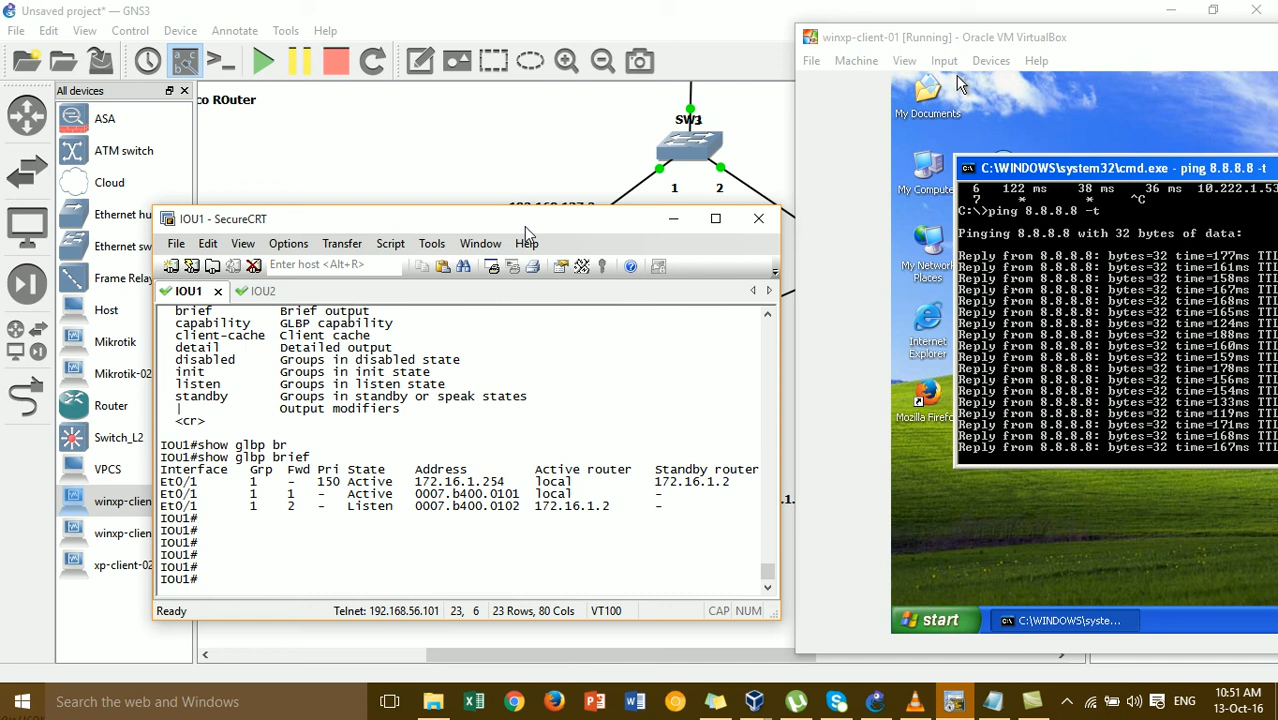 Unsaved project* — GNS3
File Edit View Control Device Annotate Tools Help
All devices
ASA
ATM switch
Cloud
Ethernet hu
Ethernet sw
Frame Relay
Host
Mikrotik
Mikrotik-02
Router
Switch_L2
VPCS
winxp-clien
winxp-clien
xp-client-02
co ROuter
1 2
IOU1 - SecureCRT
File Edit View Options Transfer Script Tools Window Help
Enter host <Alt+R>
IOU1 IOU2
brief Brief output
capability GLBP capability
client-cache Client cache
detail Detailed output
disabled Groups in disabled state
init Groups in init state
listen Groups in listen state
standby Groups in standby or speak states
| Output modifiers
<cr>
IOU1#show glbp br
IOU1#show glbp brief
Interface Grp Fwd Pri State Address Active router Standby router
Et0/1 1 - 150 Active 172.16.1.254 local 172.16.1.2
Et0/1 1 1 - Active 0007.b400.0101 local -
Et0/1 1 2 - Listen 0007.b400.0102 172.16.1.2 -
IOU1#
IOU1#
IOU1#
IOU1#
IOU1#
IOU1#
Ready Telnet: 192.168.56.101 23, 6 23 Rows, 80 Cols VT100 CAP NUM
winxp-client-01 [Running] - Oracle VM VirtualBox
File Machine View Input Devices Help
My Documents
My Compute
My Network
Places
Internet
Explorer
Mozilla Firefo
C:\WINDOWS\system32\cmd.exe - ping 8.8.8.8 -t
6 122 ms 38 ms 36 ms 10.222.1.53
7 * * ^C
C:\>ping 8.8.8.8 -t
Pinging 8.8.8.8 with 32 bytes of data:
Reply from 8.8.8.8: bytes=32 time=177ms TTL
Reply from 8.8.8.8: bytes=32 time=161ms TTL
Reply from 8.8.8.8: bytes=32 time=158ms TTL
Reply from 8.8.8.8: bytes=32 time=167ms TTL
Reply from 8.8.8.8: bytes=32 time=168ms TTL
Reply from 8.8.8.8: bytes=32 time=165ms TTL
Reply from 8.8.8.8: bytes=32 time=124ms TTL
Reply from 8.8.8.8: bytes=32 time=188ms TTL
Reply from 8.8.8.8: bytes=32 time=160ms TTL
Reply from 8.8.8.8: bytes=32 time=159ms TTL
Reply from 8.8.8.8: bytes=32 time=178ms TTL
Reply from 8.8.8.8: bytes=32 time=156ms TTL
Reply from 8.8.8.8: bytes=32 time=154ms TTL
Reply from 8.8.8.8: bytes=32 time=133ms TTL
Reply from 8.8.8.8: bytes=32 time=119ms TTL
Reply from 8.8.8.8: bytes=32 time=171ms TTL
Reply from 8.8.8.8: bytes=32 time=168ms TTL
Reply from 8.8.8.8: bytes=32 time=167ms TTL
start C:\WINDOWS\syste...
Search the web and Windows
ENG
10:51 AM
13-Oct-16